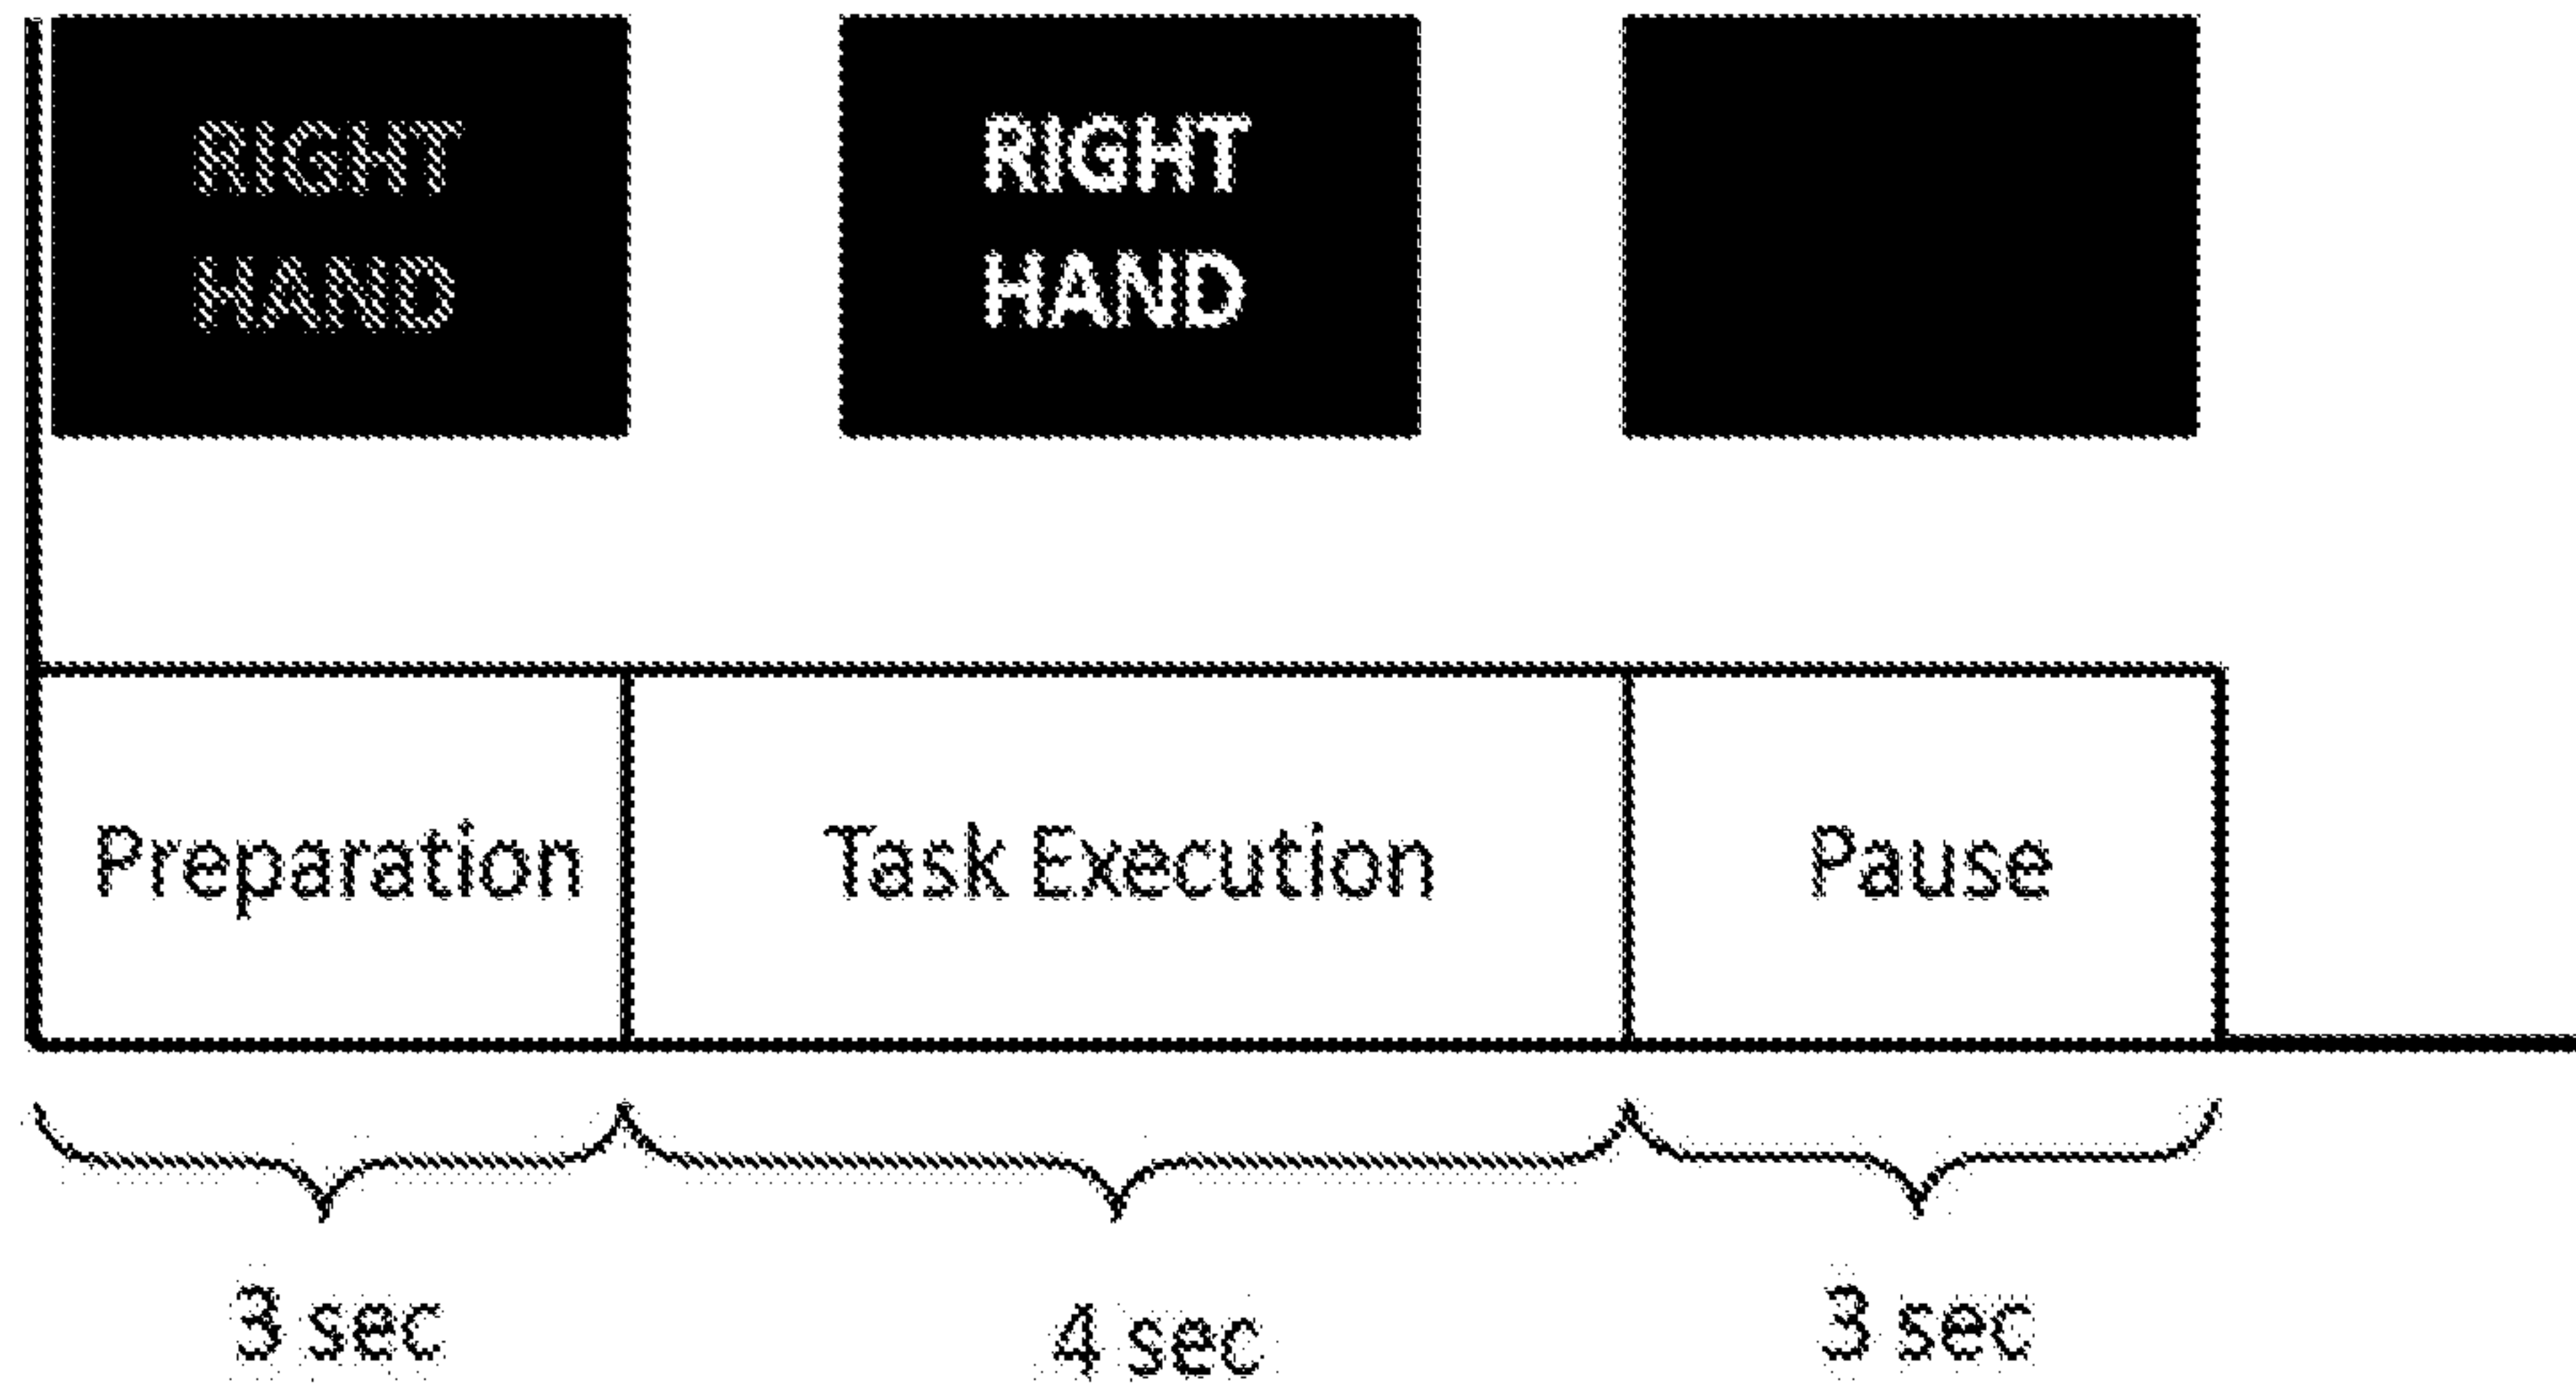 RIGHT
HAND
RIGHT
HAND
Preparation
Task Execution
Pause
3 sec
4 sec
3 sec